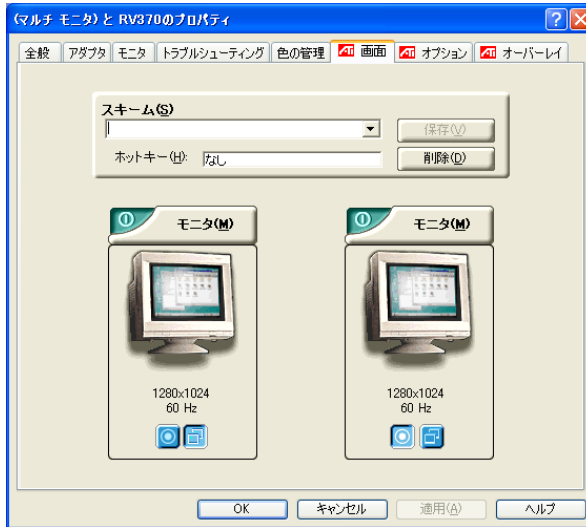 (マルチ モニタ) と RV370のプロパティ
全般 アダプタ モニタ トラブルシューティング 色の管理 ATI 画面 ATI オプション ATI オーバーレイ
スキーム(S)
保存(V)
ホットキー(H): なし 削除(D)
モニタ(M) モニタ(M)
1280x1024 1280x1024
60 Hz 60 Hz
OK キャンセル 適用(A) ヘルプ